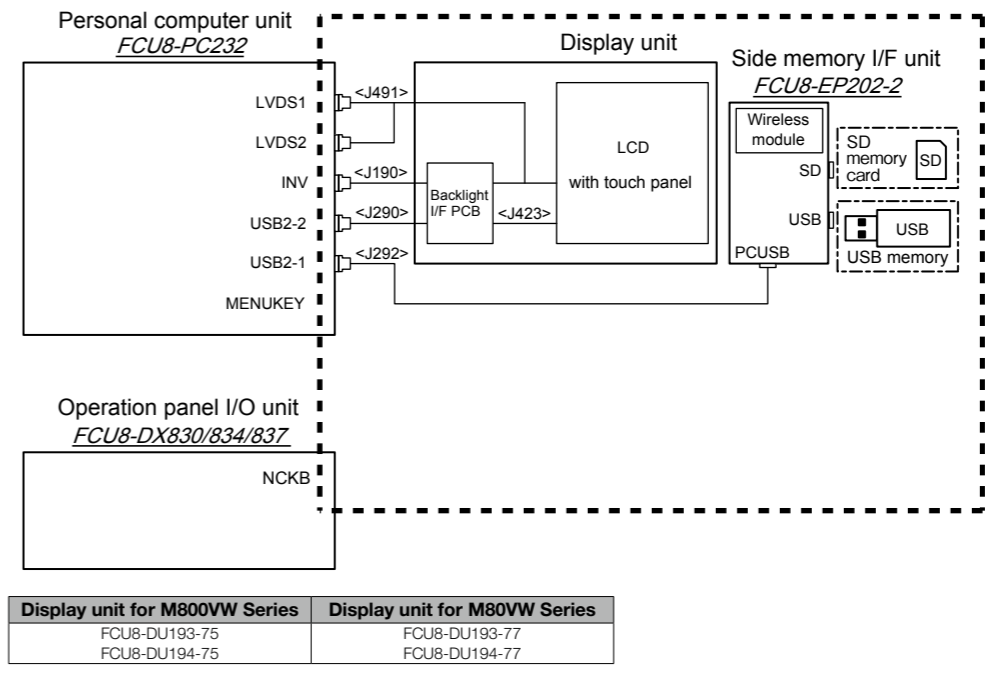 Personal computer unit
FCU8-PC232
LVDS1
LVDS2
INV
USB2-2
USB2-1
MENUKEY
<J491>
<J190>
<J290>
<J292>
Display unit
Backlight
I/F PCB
<J423>
LCD
with touch panel
Side memory I/F unit
FCU8-EP202-2
Wireless
module
SD
USB
PCUSB
SD
memory
card
SD
USB
USB memory
Operation panel I/O unit
FCU8-DX830/834/837
NCKB
Display unit for M800VW Series Display unit for M80VW Series
FCU8-DU193-75 FCU8-DU193-77
FCU8-DU194-75 FCU8-DU194-77